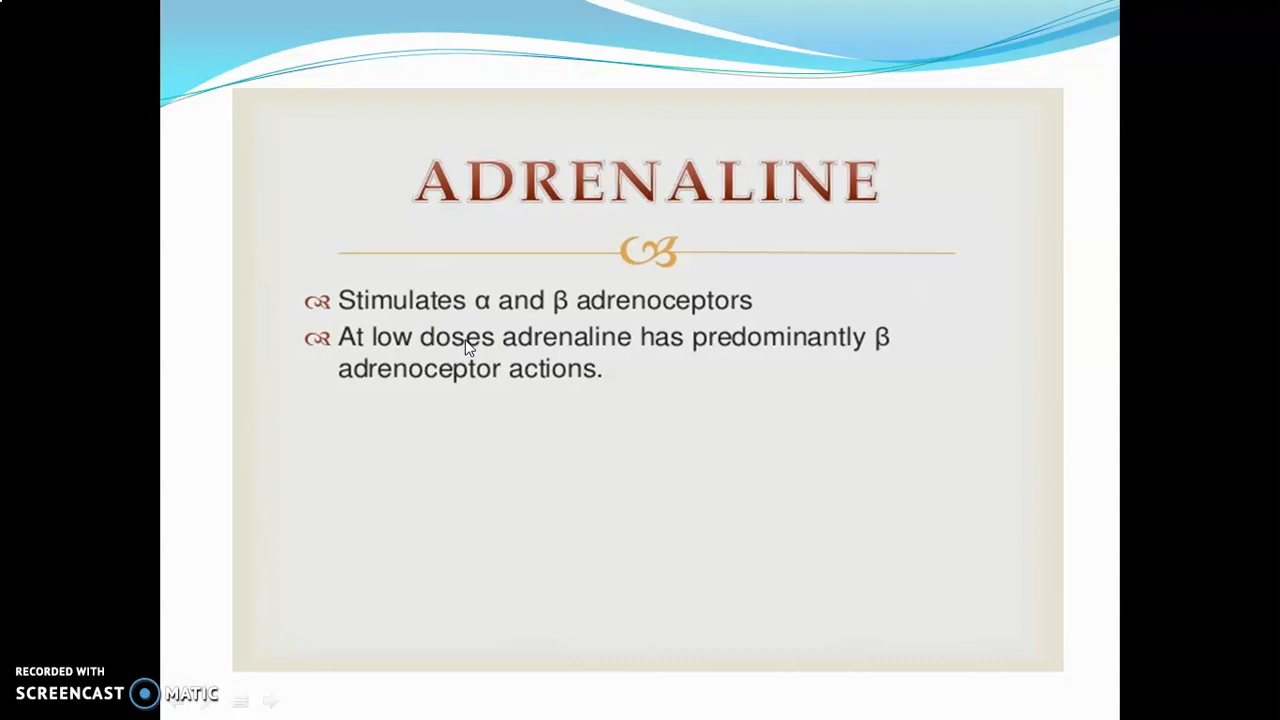 ADRENALINE
Stimulates α and β adrenoceptors
At low doses adrenaline has predominantly β
adrenoceptor actions.
RECORDED WITH
SCREENCAST MATIC